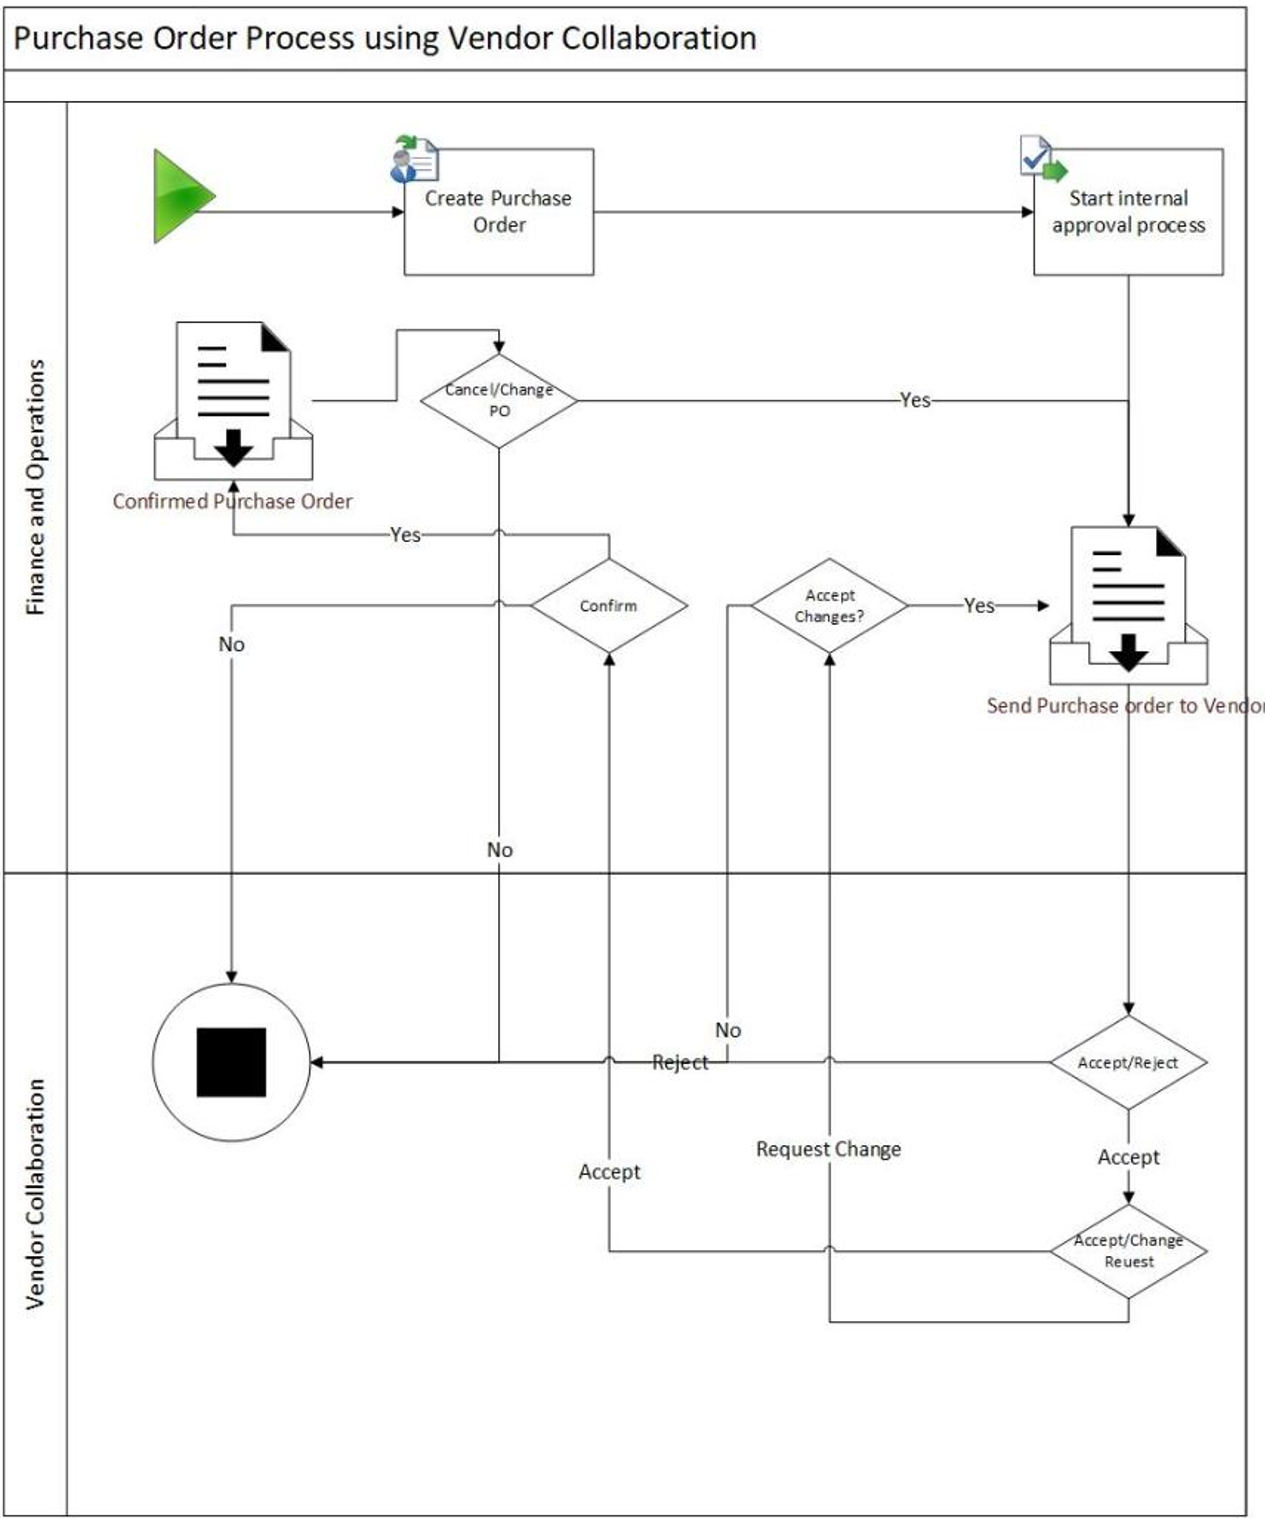 Purchase Order Process using Vendor Collaboration
Finance and Operations
Create Purchase
Order
Start internal
approval process
Cancel/Change
PO
Yes
Confirmed Purchase Order
Yes
Confirm
Accept
Changes?
Yes
No
Send Purchase order to Vendor
No
Vendor Collaboration
No
Reject
Accept/Reject
Request Change
Accept
Accept
Accept/Change
Reuest